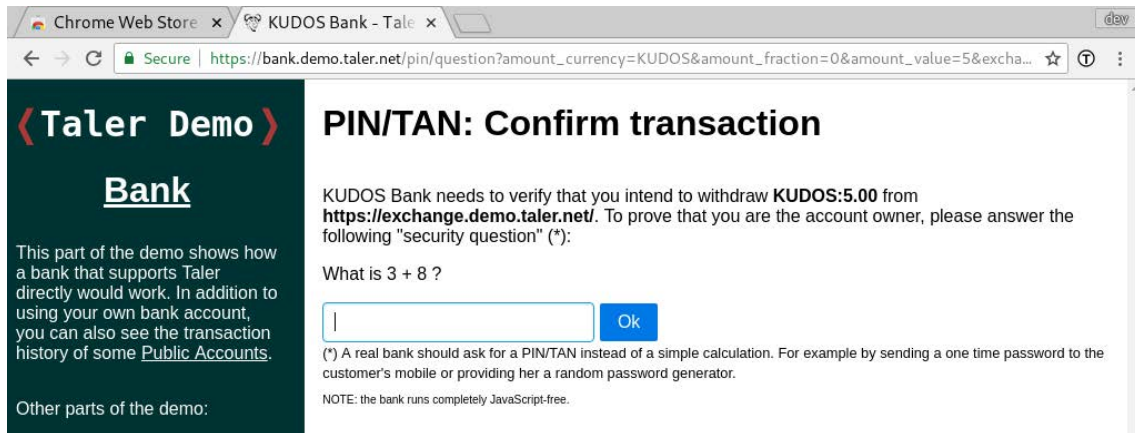 Chrome Web Store
KUDOS Bank - Tale
dev
Secure | https://bank.demo.taler.net/pin/question?amount_currency=KUDOS&amount_fraction=0&amount_value=5&excha...
❬Taler Demo❭
Bank
This part of the demo shows how
a bank that supports Taler
directly would work. In addition to
using your own bank account,
you can also see the transaction
history of some Public Accounts.
Other parts of the demo:
PIN/TAN: Confirm transaction
KUDOS Bank needs to verify that you intend to withdraw KUDOS:5.00 from
https://exchange.demo.taler.net/. To prove that you are the account owner, please answer the
following "security question" (*):
What is 3 + 8 ?
Ok
(*) A real bank should ask for a PIN/TAN instead of a simple calculation. For example by sending a one time password to the
customer's mobile or providing her a random password generator.
NOTE: the bank runs completely JavaScript-free.